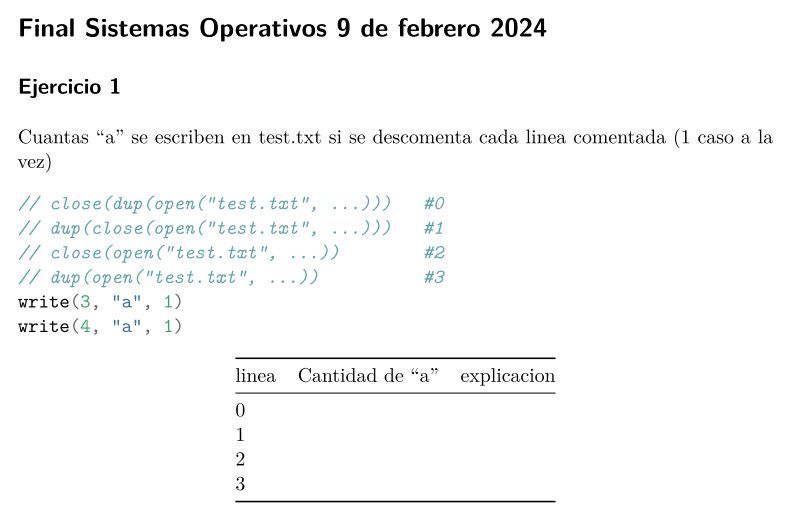 Final Sistemas Operativos 9 de febrero 2024
Ejercicio 1
Cuantas “a” se escriben en test.txt si se descomenta cada linea comentada (1 caso a la
vez)
// close(dup(open("test.txt", ...))) #0
// dup(close(open("test.txt", ...))) #1
// close(open("test.txt", ...)) #2
// dup(open("test.txt", ...)) #3
write(3, "a", 1)
write(4, "a", 1)
linea Cantidad de “a” explicacion
0
1
2
3